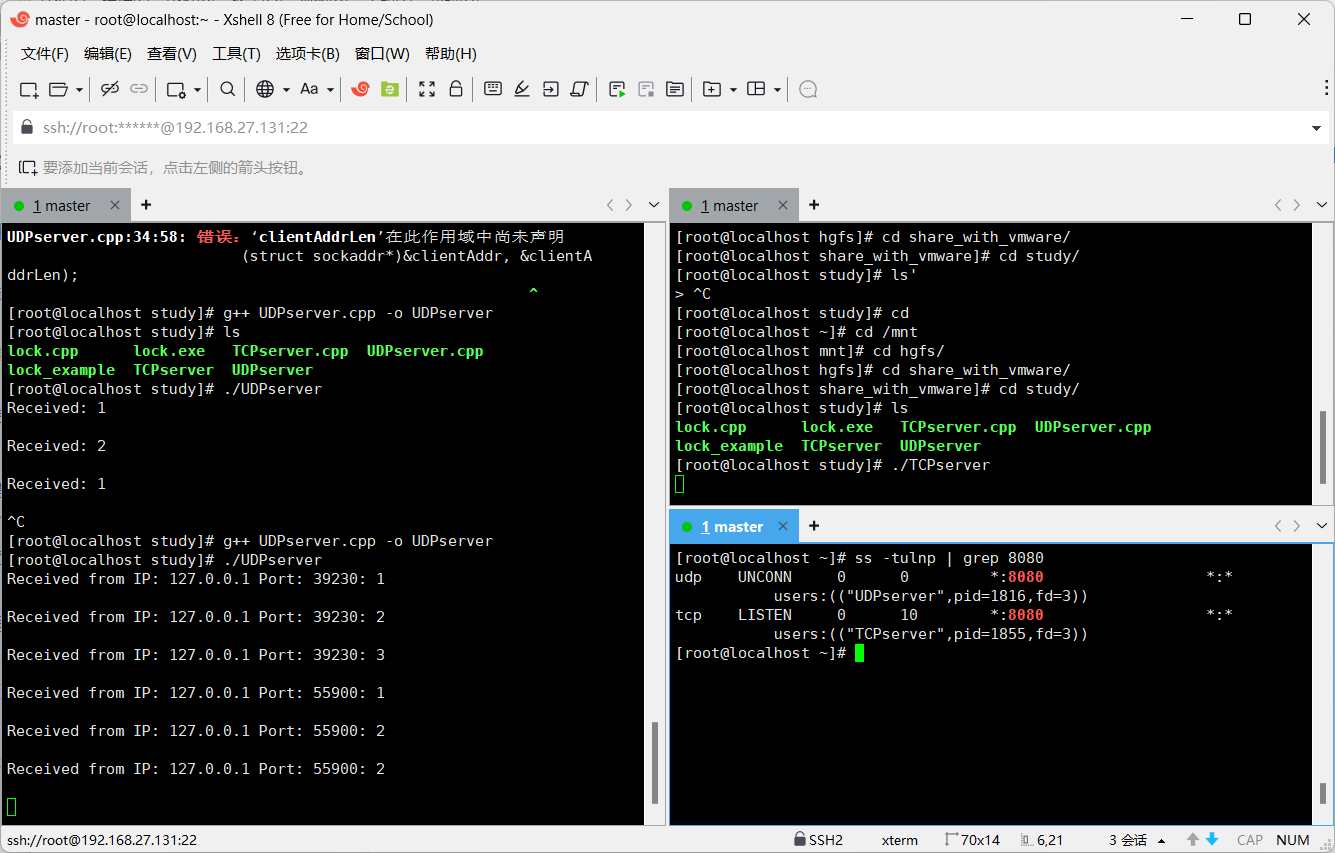 master - root@localhost:~ - Xshell 8 (Free for Home/School)
文件(F) 编辑(E) 查看(V) 工具(T) 选项卡(B) 窗口(W) 帮助(H)
Aa
ssh://root:******@192.168.27.131:22
要添加当前会话，点击左侧的箭头按钮。
1 master × +
UDPserver.cpp:34:58: 错误：‘clientAddrLen’在此作用域中尚未声明
(struct sockaddr*)&clientAddr, &clientA
ddrLen);
^
[root@localhost study]# g++ UDPserver.cpp -o UDPserver
[root@localhost study]# ls
lock.cpp lock.exe TCPserver.cpp UDPserver.cpp
lock_example TCPserver UDPserver
[root@localhost study]# ./UDPserver
Received: 1
Received: 2
Received: 1
^C
[root@localhost study]# g++ UDPserver.cpp -o UDPserver
[root@localhost study]# ./UDPserver
Received from IP: 127.0.0.1 Port: 39230: 1
Received from IP: 127.0.0.1 Port: 39230: 2
Received from IP: 127.0.0.1 Port: 39230: 3
Received from IP: 127.0.0.1 Port: 55900: 1
Received from IP: 127.0.0.1 Port: 55900: 2
Received from IP: 127.0.0.1 Port: 55900: 2
1 master × +
[root@localhost hgfs]# cd share_with_vmware/
[root@localhost share_with_vmware]# cd study/
[root@localhost study]# ls'
> ^C
[root@localhost study]# cd
[root@localhost ~]# cd /mnt
[root@localhost mnt]# cd hgfs/
[root@localhost hgfs]# cd share_with_vmware/
[root@localhost share_with_vmware]# cd study/
[root@localhost study]# ls
lock.cpp lock.exe TCPserver.cpp UDPserver.cpp
lock_example TCPserver UDPserver
[root@localhost study]# ./TCPserver
1 master × +
[root@localhost ~]# ss -tulnp | grep 8080
udp UNCONN 0 0 *:8080 *:*
users:(("UDPserver",pid=1816,fd=3))
tcp LISTEN 0 10 *:8080 *:*
users:(("TCPserver",pid=1855,fd=3))
[root@localhost ~]#
ssh://root@192.168.27.131:22 SSH2 xterm 70x14 6,21 3 会话 CAP NUM